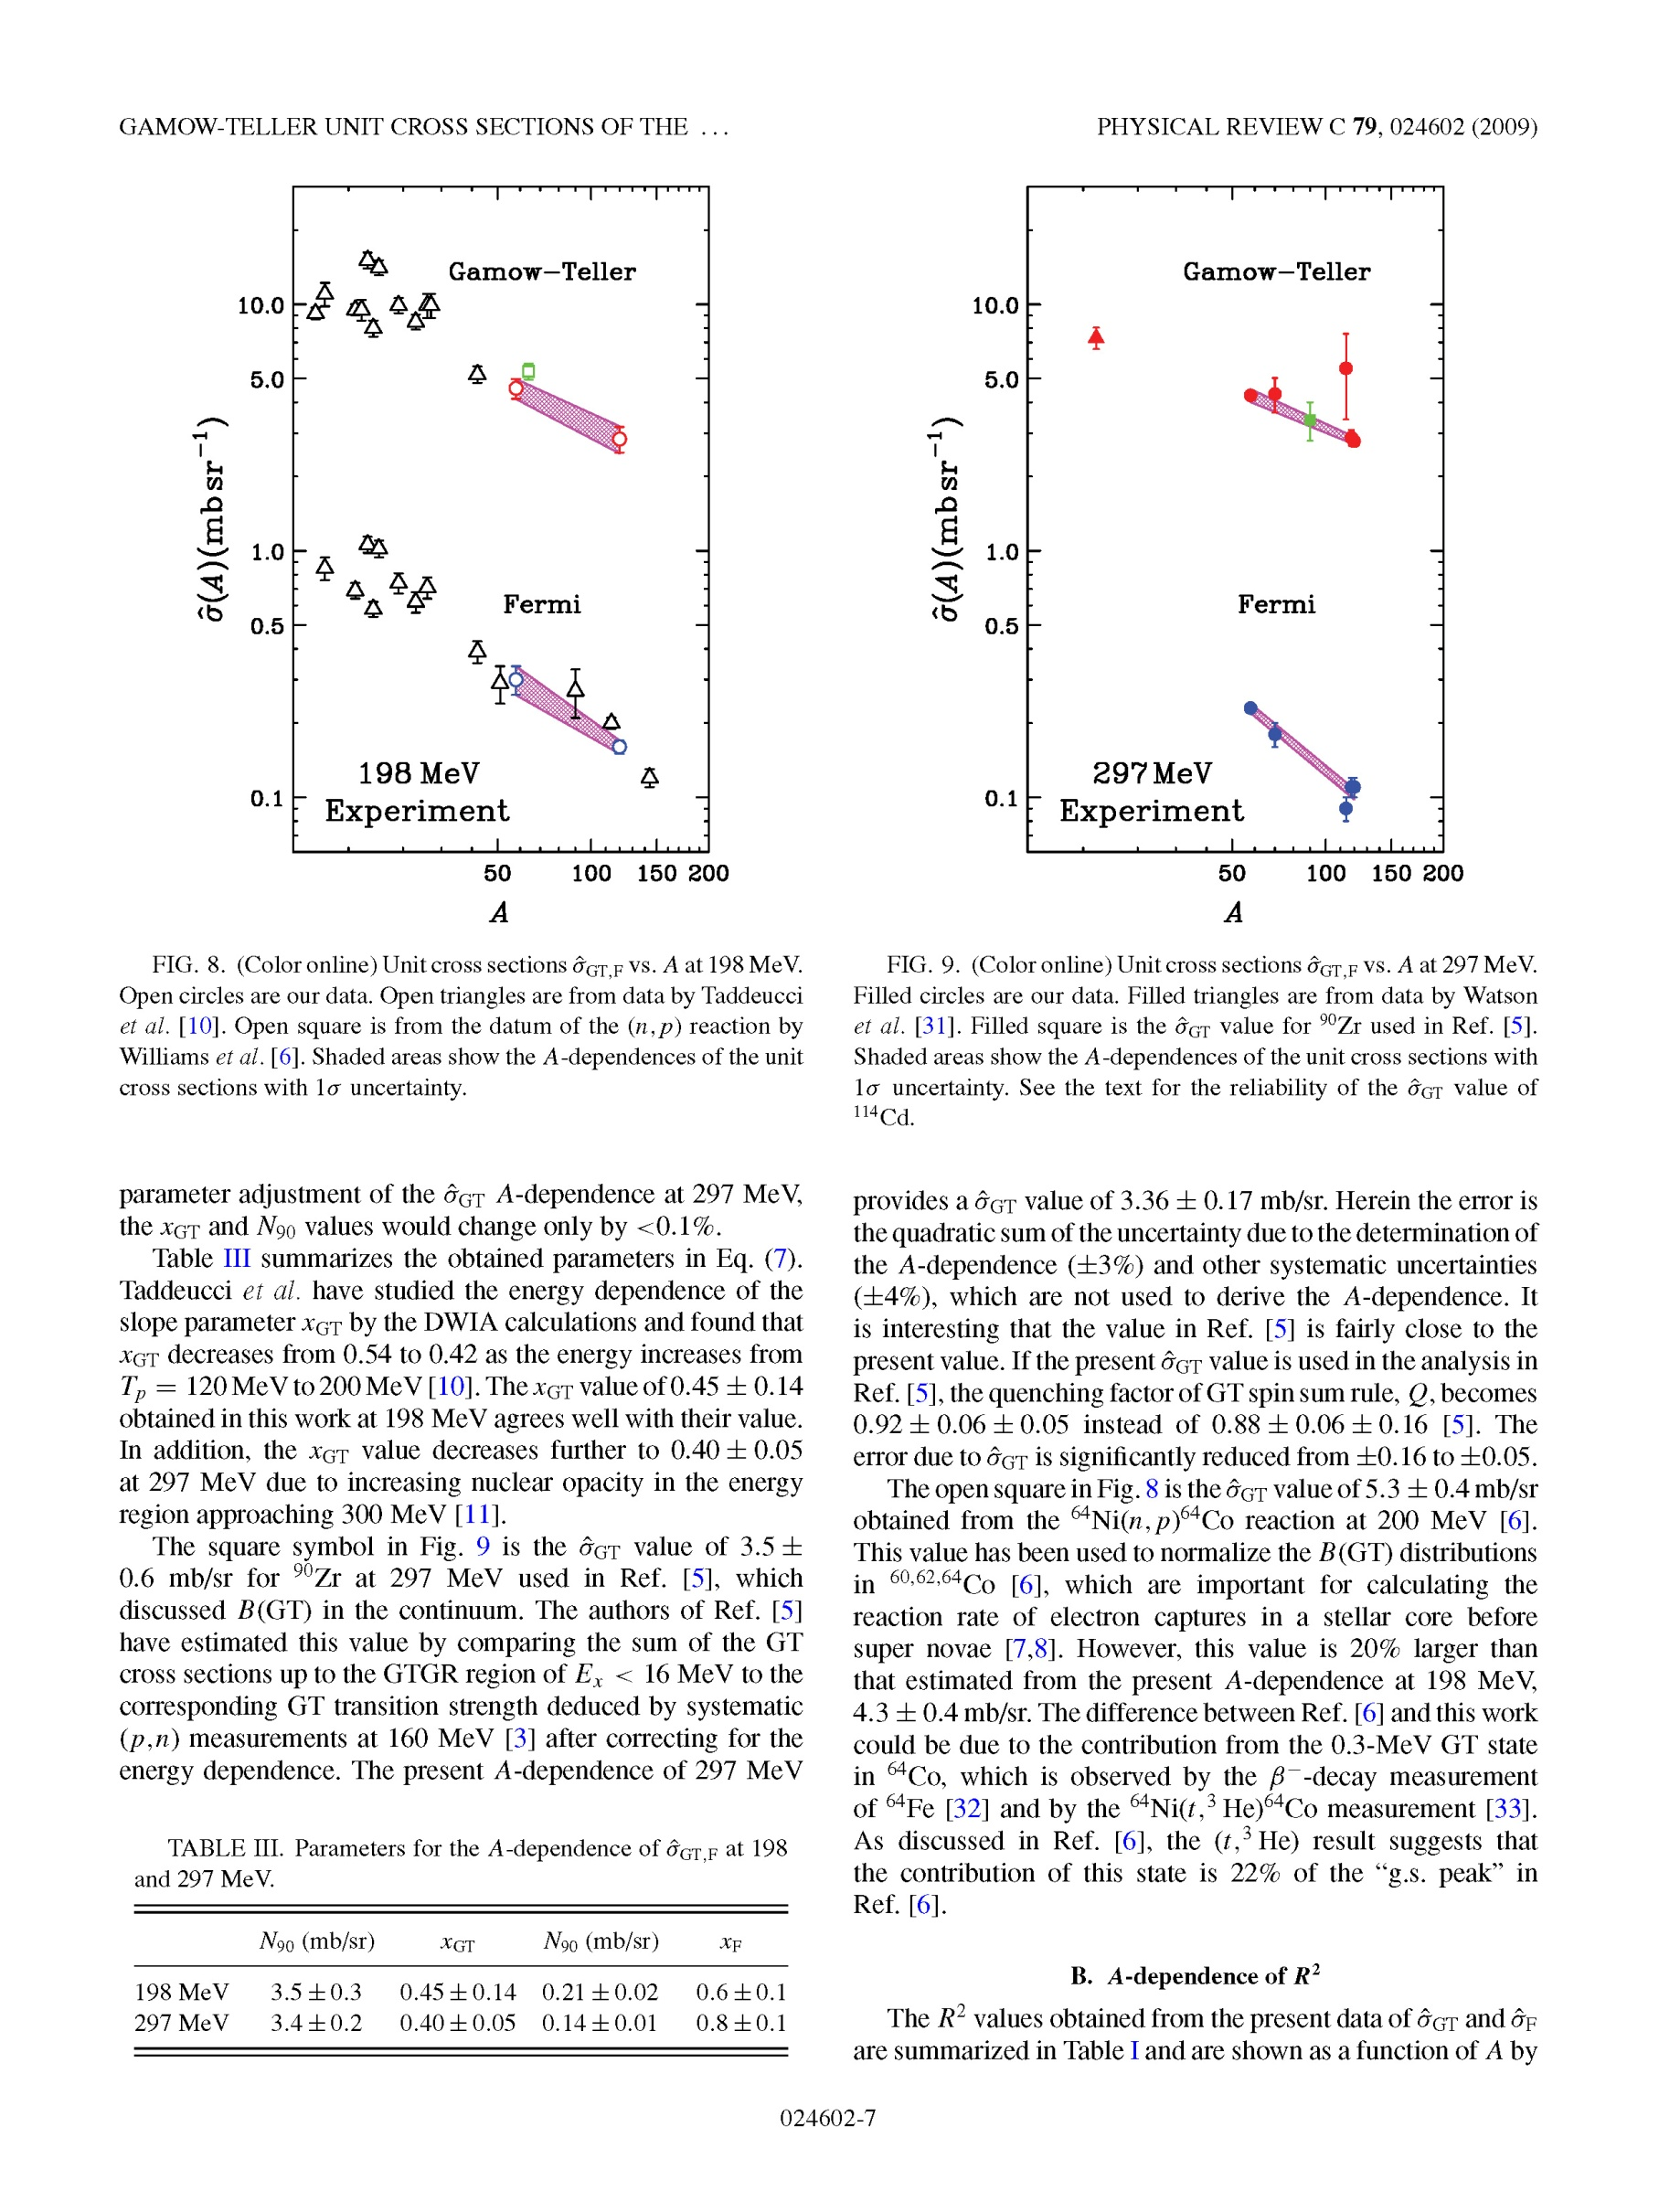 GAMOW-TELLER UNIT CROSS SECTIONS OF THE ...
PHYSICAL REVIEW C 79, 024602 (2009)
Gamow−Teller
10.0
5.0
1.0
0.5
0.1
σ̂(A)(mb sr⁻¹)
Fermi
198 MeV
Experiment
50 100 150 200
A
FIG. 8. (Color online) Unit cross sections σ̂GT,F vs. A at 198 MeV.
Open circles are our data. Open triangles are from data by Taddeucci
et al. [10]. Open square is from the datum of the (n, p) reaction by
Williams et al. [6]. Shaded areas show the A-dependences of the unit
cross sections with 1σ uncertainty.
Gamow−Teller
10.0
5.0
1.0
0.5
0.1
σ̂(A)(mb sr⁻¹)
Fermi
297 MeV
Experiment
50 100 150 200
A
FIG. 9. (Color online) Unit cross sections σ̂GT,F vs. A at 297 MeV.
Filled circles are our data. Filled triangles are from data by Watson
et al. [31]. Filled square is the σ̂GT value for ⁹⁰Zr used in Ref. [5].
Shaded areas show the A-dependences of the unit cross sections with
1σ uncertainty. See the text for the reliability of the σ̂GT value of
¹¹⁴Cd.
parameter adjustment of the σ̂GT A-dependence at 297 MeV,
the xGT and N90 values would change only by <0.1%.
Table III summarizes the obtained parameters in Eq. (7).
Taddeucci et al. have studied the energy dependence of the
slope parameter xGT by the DWIA calculations and found that
xGT decreases from 0.54 to 0.42 as the energy increases from
Tp = 120 MeV to 200 MeV [10]. The xGT value of 0.45 ± 0.14
obtained in this work at 198 MeV agrees well with their value.
In addition, the xGT value decreases further to 0.40 ± 0.05
at 297 MeV due to increasing nuclear opacity in the energy
region approaching 300 MeV [11].
The square symbol in Fig. 9 is the σ̂GT value of 3.5 ±
0.6 mb/sr for ⁹⁰Zr at 297 MeV used in Ref. [5], which
discussed B(GT) in the continuum. The authors of Ref. [5]
have estimated this value by comparing the sum of the GT
cross sections up to the GTGR region of Ex < 16 MeV to the
corresponding GT transition strength deduced by systematic
(p,n) measurements at 160 MeV [3] after correcting for the
energy dependence. The present A-dependence of 297 MeV
TABLE III. Parameters for the A-dependence of σ̂GT,F at 198
and 297 MeV.
N90 (mb/sr) xGT N90 (mb/sr) xF
198 MeV 3.5 ± 0.3 0.45 ± 0.14 0.21 ± 0.02 0.6 ± 0.1
297 MeV 3.4 ± 0.2 0.40 ± 0.05 0.14 ± 0.01 0.8 ± 0.1
provides a σ̂GT value of 3.36 ± 0.17 mb/sr. Herein the error is
the quadratic sum of the uncertainty due to the determination of
the A-dependence (±3%) and other systematic uncertainties
(±4%), which are not used to derive the A-dependence. It
is interesting that the value in Ref. [5] is fairly close to the
present value. If the present σ̂GT value is used in the analysis in
Ref. [5], the quenching factor of GT spin sum rule, Q, becomes
0.92 ± 0.06 ± 0.05 instead of 0.88 ± 0.06 ± 0.16 [5]. The
error due to σ̂GT is significantly reduced from ±0.16 to ±0.05.
The open square in Fig. 8 is the σ̂GT value of 5.3 ± 0.4 mb/sr
obtained from the ⁶⁴Ni(n, p)⁶⁴Co reaction at 200 MeV [6].
This value has been used to normalize the B(GT) distributions
in ⁶⁰,⁶²,⁶⁴Co [6], which are important for calculating the
reaction rate of electron captures in a stellar core before
super novae [7,8]. However, this value is 20% larger than
that estimated from the present A-dependence at 198 MeV,
4.3 ± 0.4 mb/sr. The difference between Ref. [6] and this work
could be due to the contribution from the 0.3-MeV GT state
in ⁶⁴Co, which is observed by the β⁻-decay measurement
of ⁶⁴Fe [32] and by the ⁶⁴Ni(t,³ He)⁶⁴Co measurement [33].
As discussed in Ref. [6], the (t,³ He) result suggests that
the contribution of this state is 22% of the “g.s. peak” in
Ref. [6].
B. A-dependence of R²
The R² values obtained from the present data of σ̂GT and σ̂F
are summarized in Table I and are shown as a function of A by
024602-7